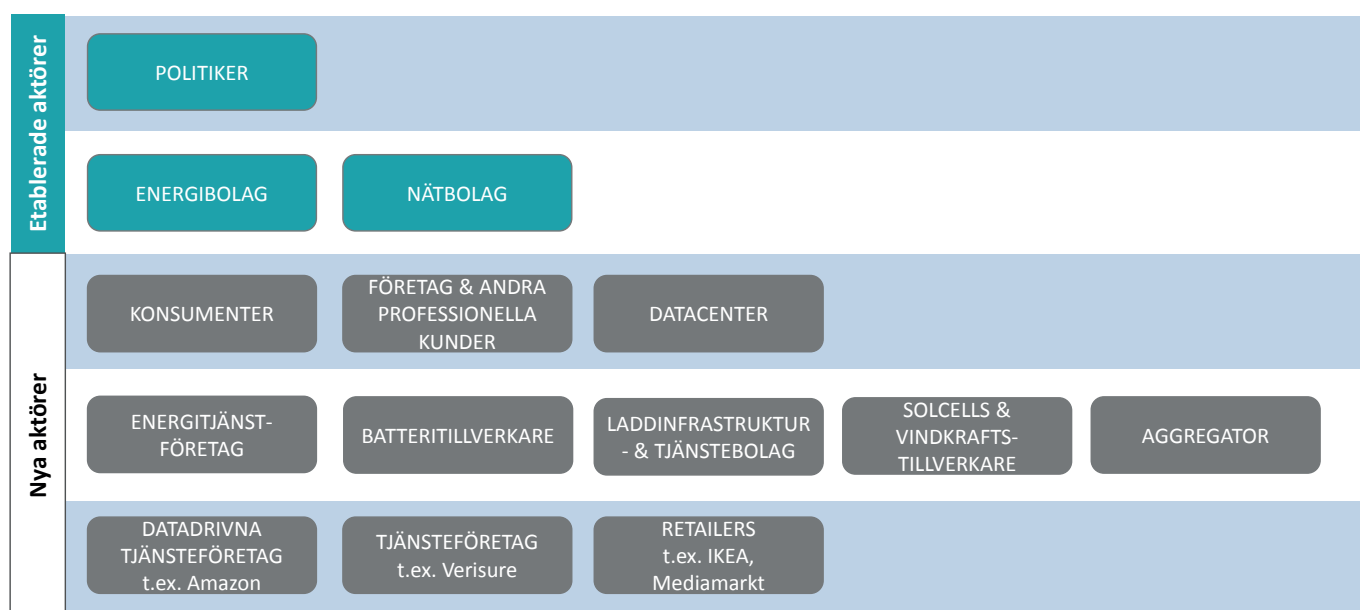 Etablerade aktörer
POLITIKER
ENERGIBOLAG
NÄTBOLAG
Nya aktörer
KONSUMENTER
FÖRETAG & ANDRA
PROFESSIONELLA
KUNDER
DATACENTER
ENERGITJÄNST-
FÖRETAG
BATTERITILLVERKARE
LADDINFRASTRUKTUR
- & TJÄNSTEBOLAG
SOLCELLS &
VINDKRAFTS-
TILLVERKARE
AGGREGATOR
DATADRIVNA
TJÄNSTEFÖRETAG
t.ex. Amazon
TJÄNSTEFÖRETAG
t.ex. Verisure
RETAILERS
t.ex. IKEA,
Mediamarkt